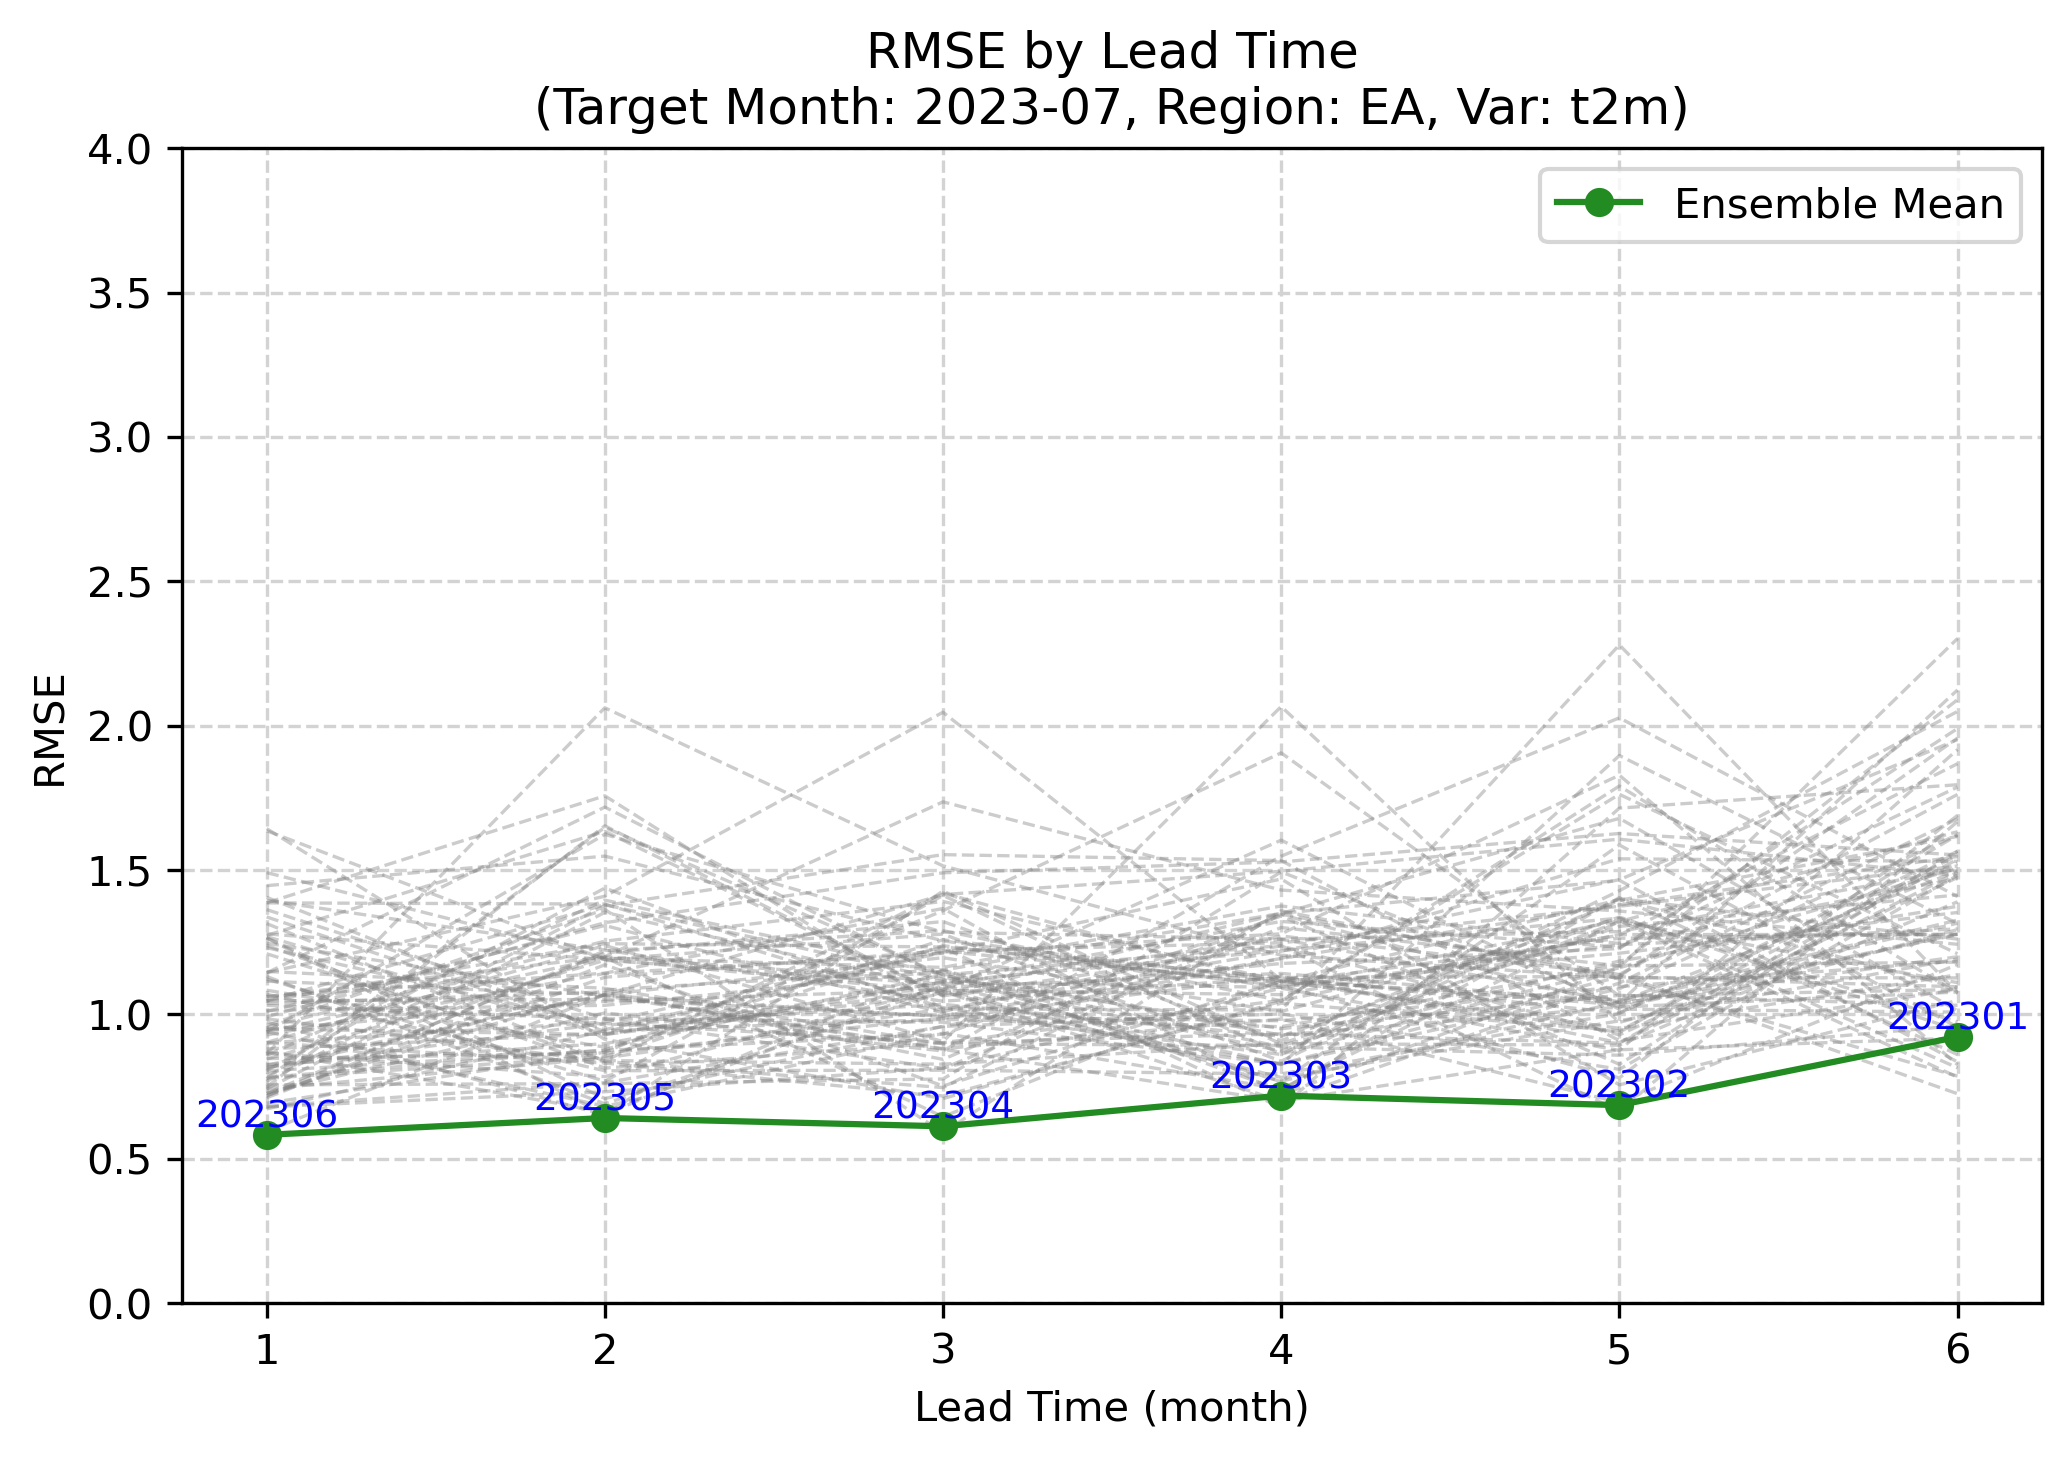 RMSE by Lead Time
(Target Month: 2023-07, Region: EA, Var: t2m)
4.0
3.5
3.0
2.5
2.0
1.5
1.0
0.5
0.0
RMSE
Ensemble Mean
202306
202305
202304
202303
202302
202301
1 2 3 4 5 6
Lead Time (month)